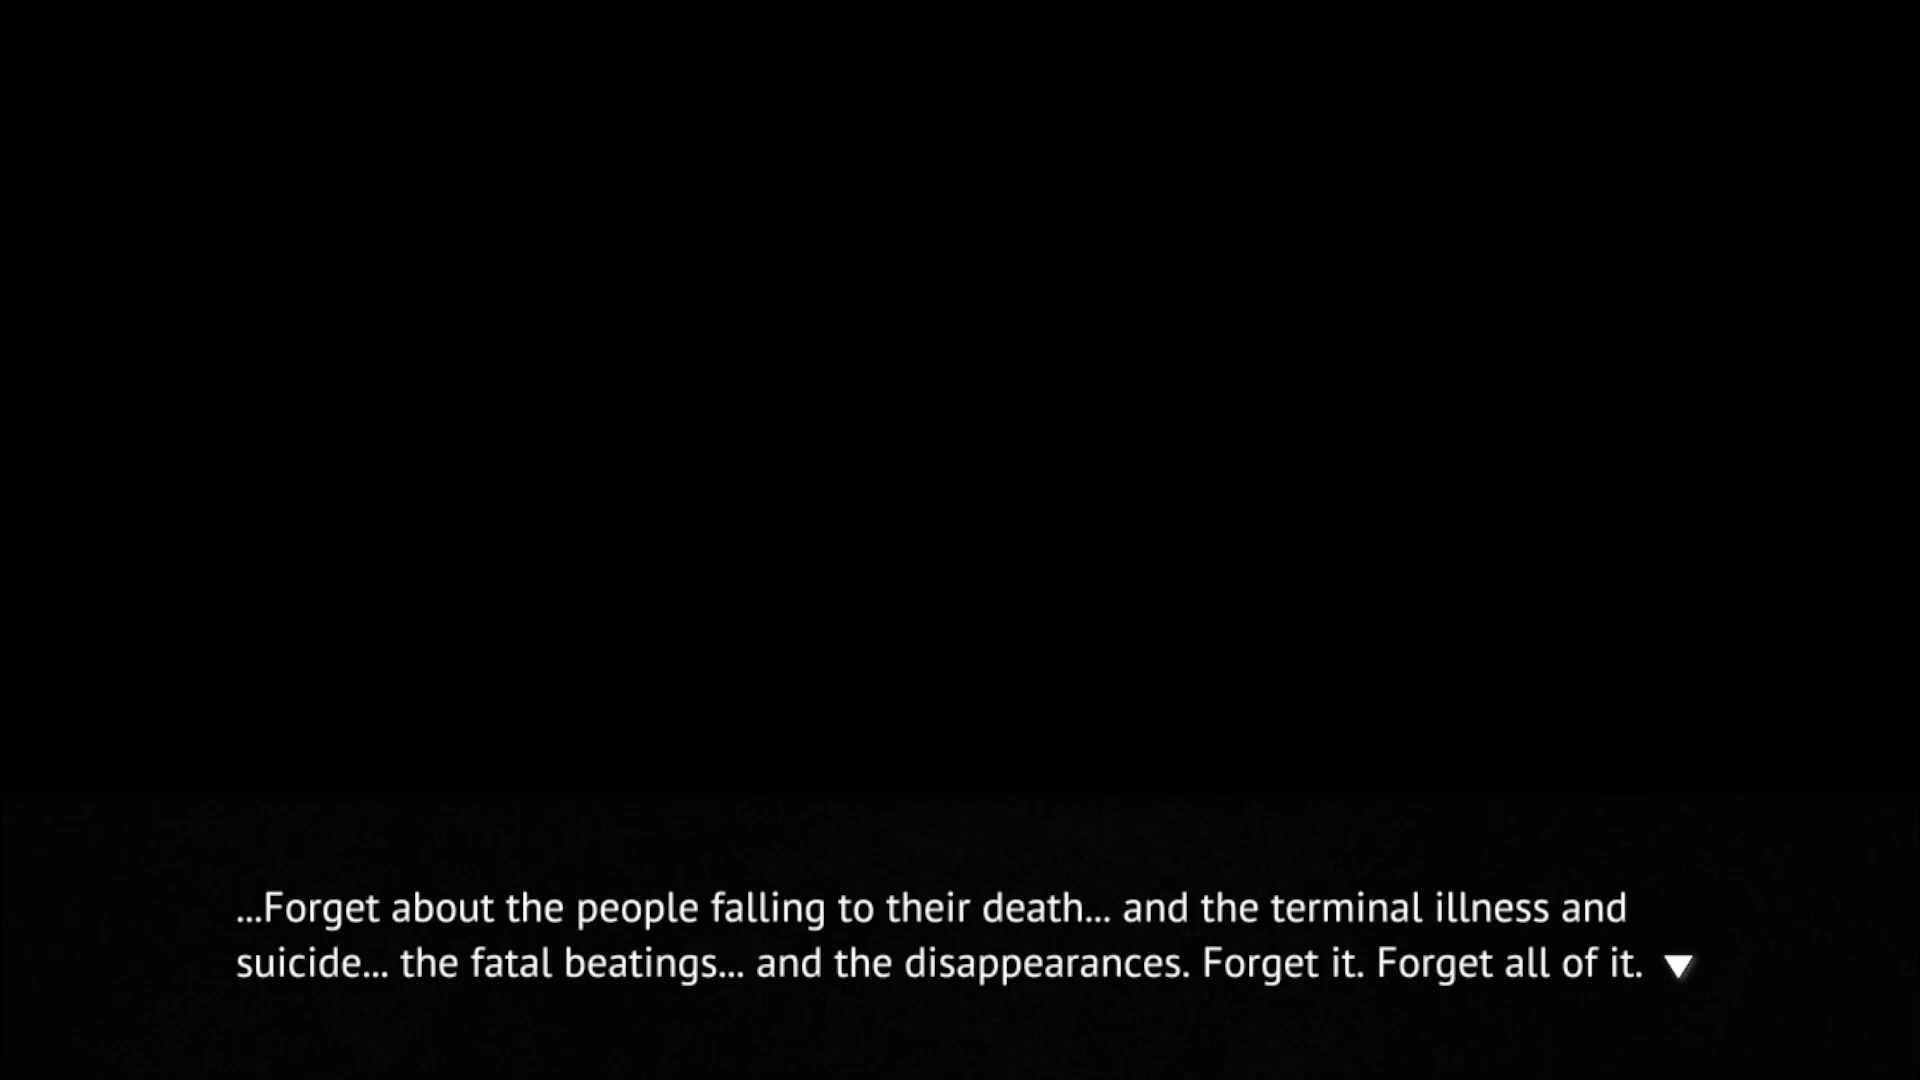 ...Forget about the people falling to their death... and the terminal illness and
suicide... the fatal beatings... and the disappearances. Forget it. Forget all of it.